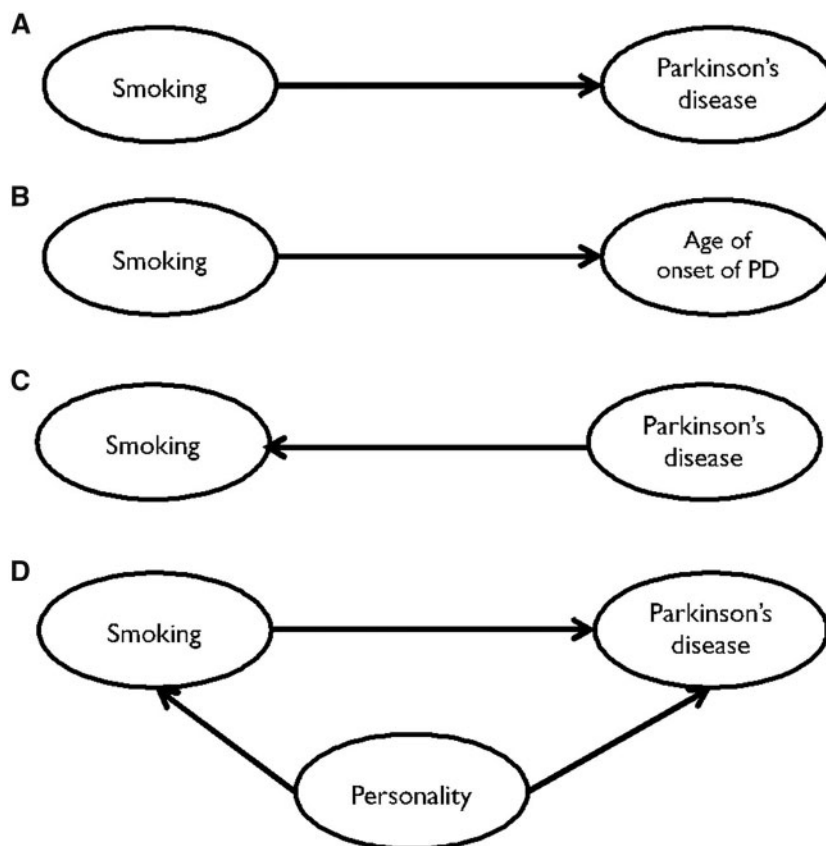 A
Smoking
Parkinson's
disease
B
Smoking
Age of
onset of PD
C
Smoking
Parkinson's
disease
D
Smoking
Parkinson's
disease
Personality